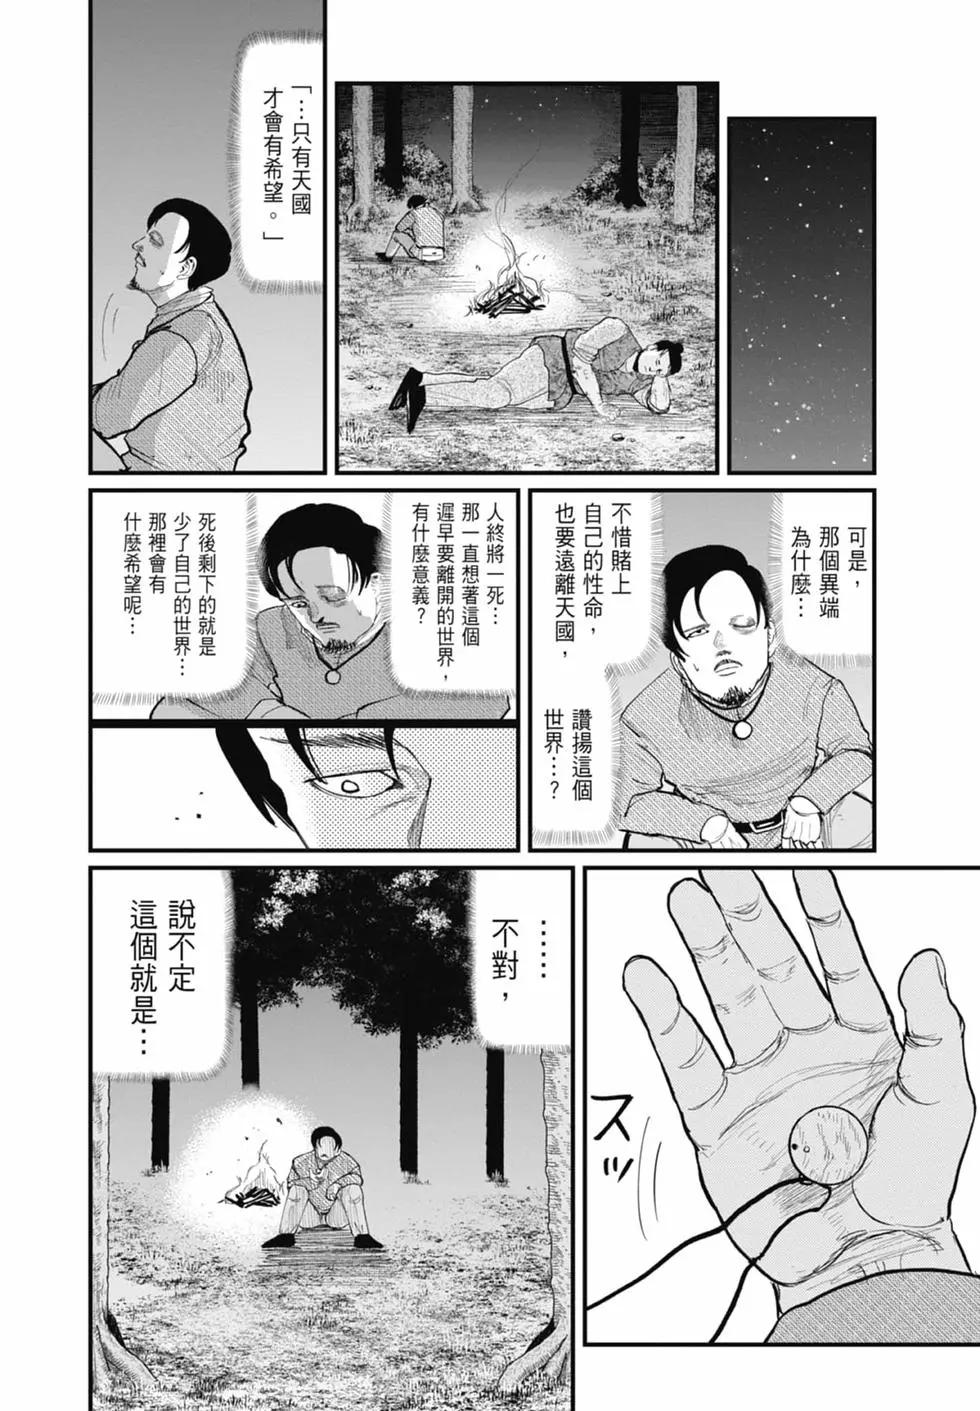 「…只有天國
才會有希望。」
可是，
那個異端
為什麼…
不惜賭上
自己的性命，
也要遠離天國，
讚揚這個
世界…？
人終將一死…
那一直想著這個
遲早要離開的世界，
有什麼意義？
死後剩下的就是
少了自己的世界…
那裡會有
什麼希望呢…
スッ
……
不對，
說不定
這個就是…